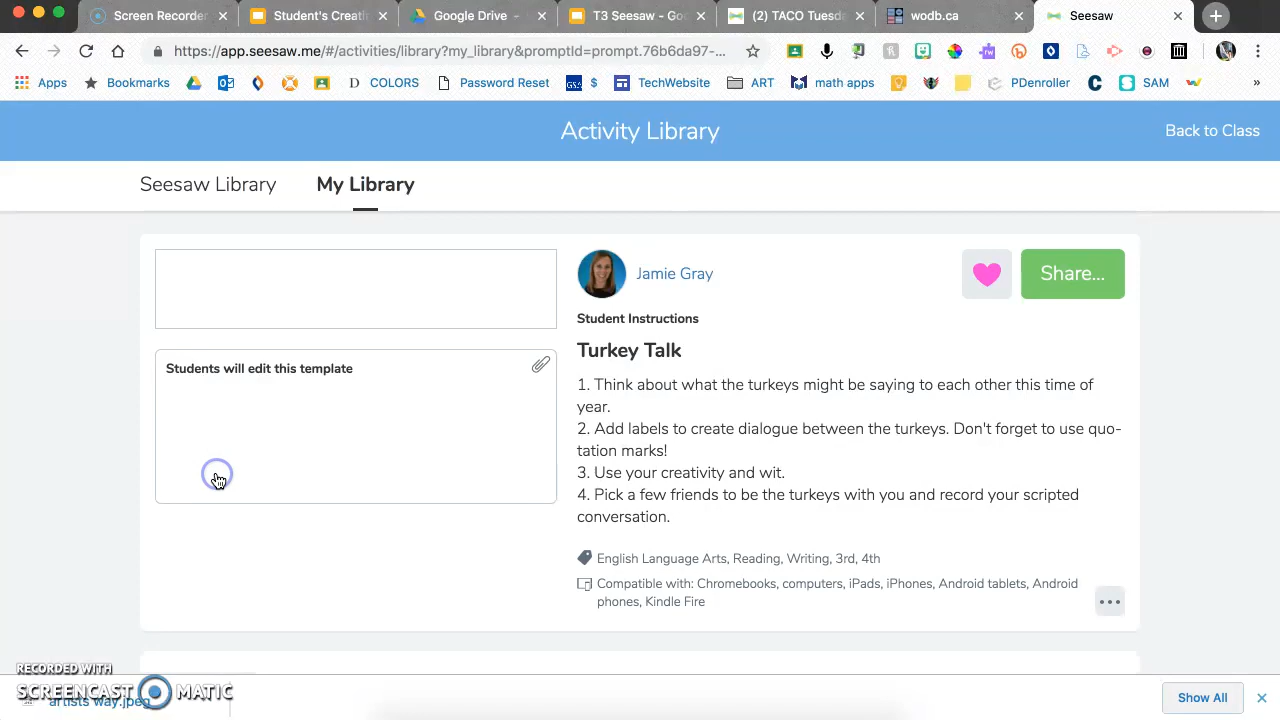 Screen Recorder
Student's Creati
Google Drive -
T3 Seesaw - Go
(2) TACO Tuesda
wodb.ca
Seesaw
https://app.seesaw.me/#/activities/library?my_library&promptId=prompt.76b6da97-...
Apps Bookmarks COLORS Password Reset $ TechWebsite ART math apps PDenroller SAM »
Activity Library
Back to Class
Seesaw Library My Library
Jamie Gray
Share...
Student Instructions
Turkey Talk
Students will edit this template
1. Think about what the turkeys might be saying to each other this time of
year.
2. Add labels to create dialogue between the turkeys. Don't forget to use quo-
tation marks!
3. Use your creativity and wit.
4. Pick a few friends to be the turkeys with you and record your scripted
conversation.
English Language Arts, Reading, Writing, 3rd, 4th
Compatible with: Chromebooks, computers, iPads, iPhones, Android tablets, Android
phones, Kindle Fire
RECORDED WITH
SCREENCAST MATIC
artists way.jpeg
Show All